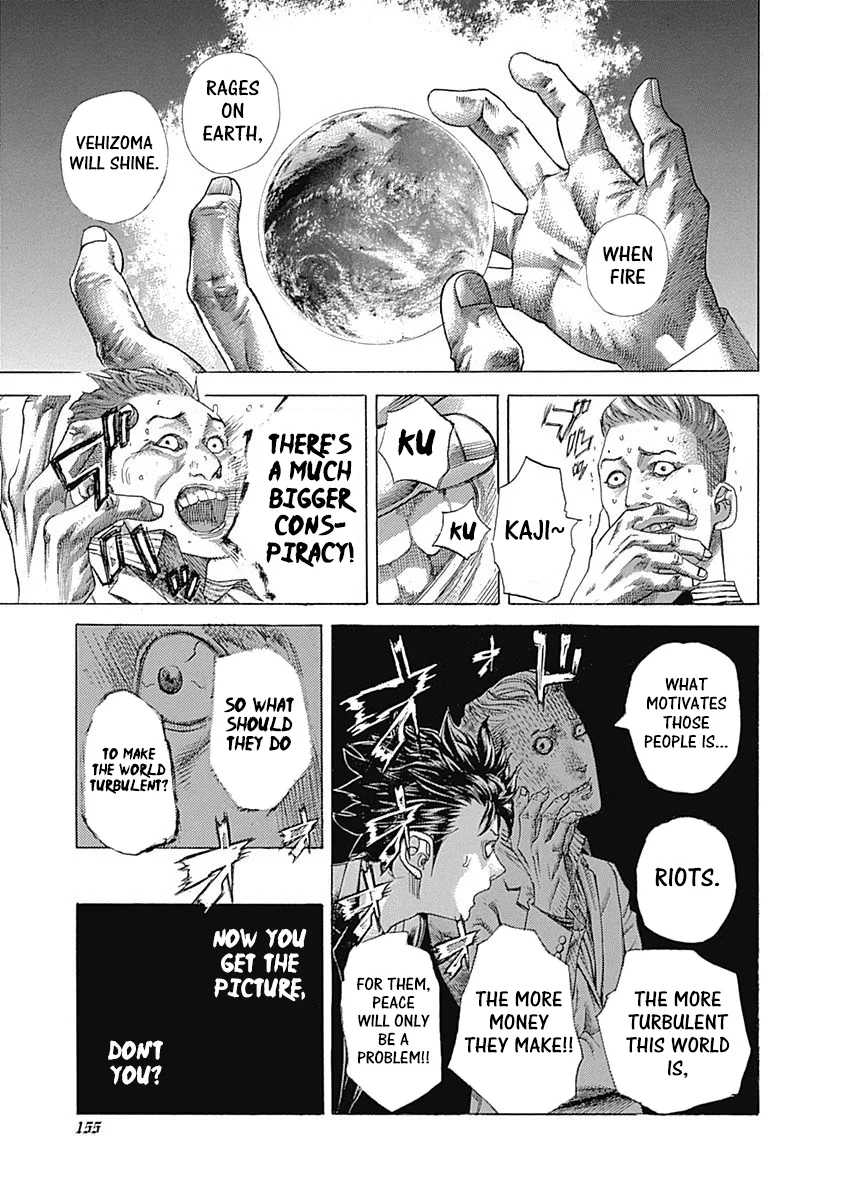 WHEN
FIRE
RAGES
ON
EARTH,
VEHIZOMA
WILL SHINE.
KAJI~
KU
KU
THERE'S
A MUCH
BIGGER
CONS-
PIRACY!
WHAT
MOTIVATES
THOSE
PEOPLE IS...
RIOTS.
THE MORE
TURBULENT
THIS WORLD
IS,
THE MORE
MONEY
THEY MAKE!!
FOR THEM,
PEACE
WILL ONLY
BE A
PROBLEM!!
SO WHAT
SHOULD
THEY DO
TO MAKE
THE WORLD
TURBULENT?
NOW YOU
GET THE
PICTURE,
DON'T
YOU?
155